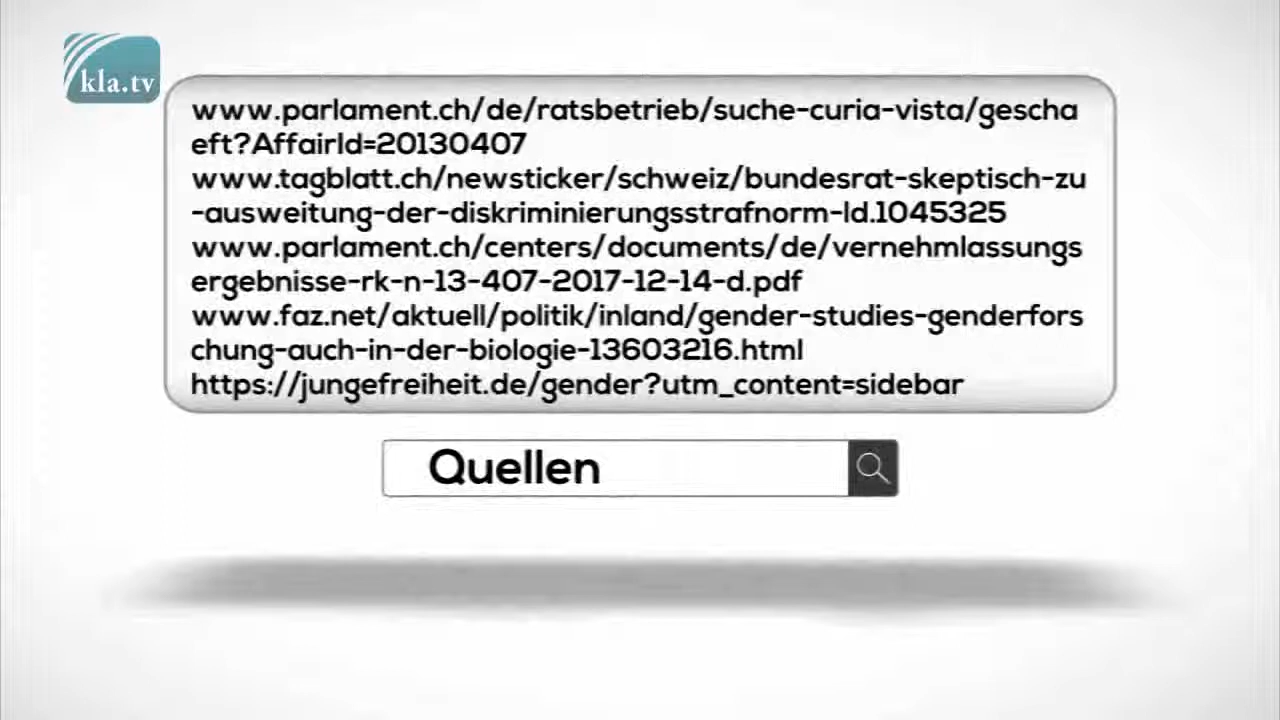 kla.tv
www.parlament.ch/de/ratsbetrieb/suche-curia-vista/gescha
eft?AffairId=20130407
www.tagblatt.ch/newsticker/schweiz/bundesrat-skeptisch-zu
-ausweitung-der-diskriminierungsstrafnorm-ld.1045325
www.parlament.ch/centers/documents/de/vernehmlassungs
ergebnisse-rk-n-13-407-2017-12-14-d.pdf
www.faz.net/aktuell/politik/inland/gender-studies-genderfors
chung-auch-in-der-biologie-13603216.html
https://jungefreiheit.de/gender?utm_content=sidebar
Quellen